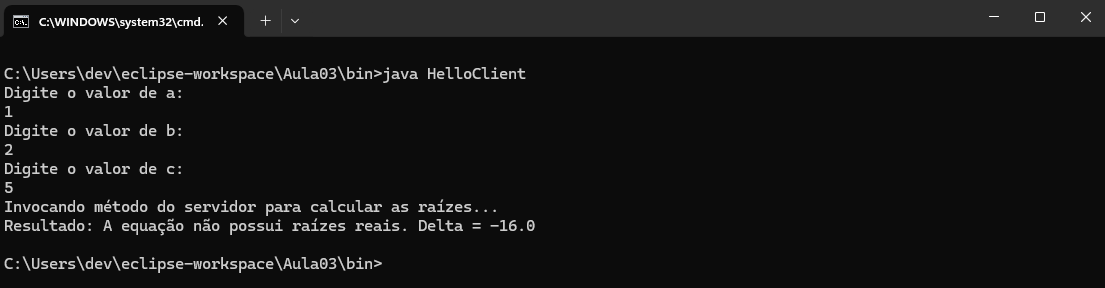 C:\WINDOWS\system32\cmd.
C:\Users\dev\eclipse-workspace\Aula03\bin>java HelloClient
Digite o valor de a:
1
Digite o valor de b:
2
Digite o valor de c:
5
Invocando método do servidor para calcular as raízes...
Resultado: A equação não possui raízes reais. Delta = -16.0
C:\Users\dev\eclipse-workspace\Aula03\bin>